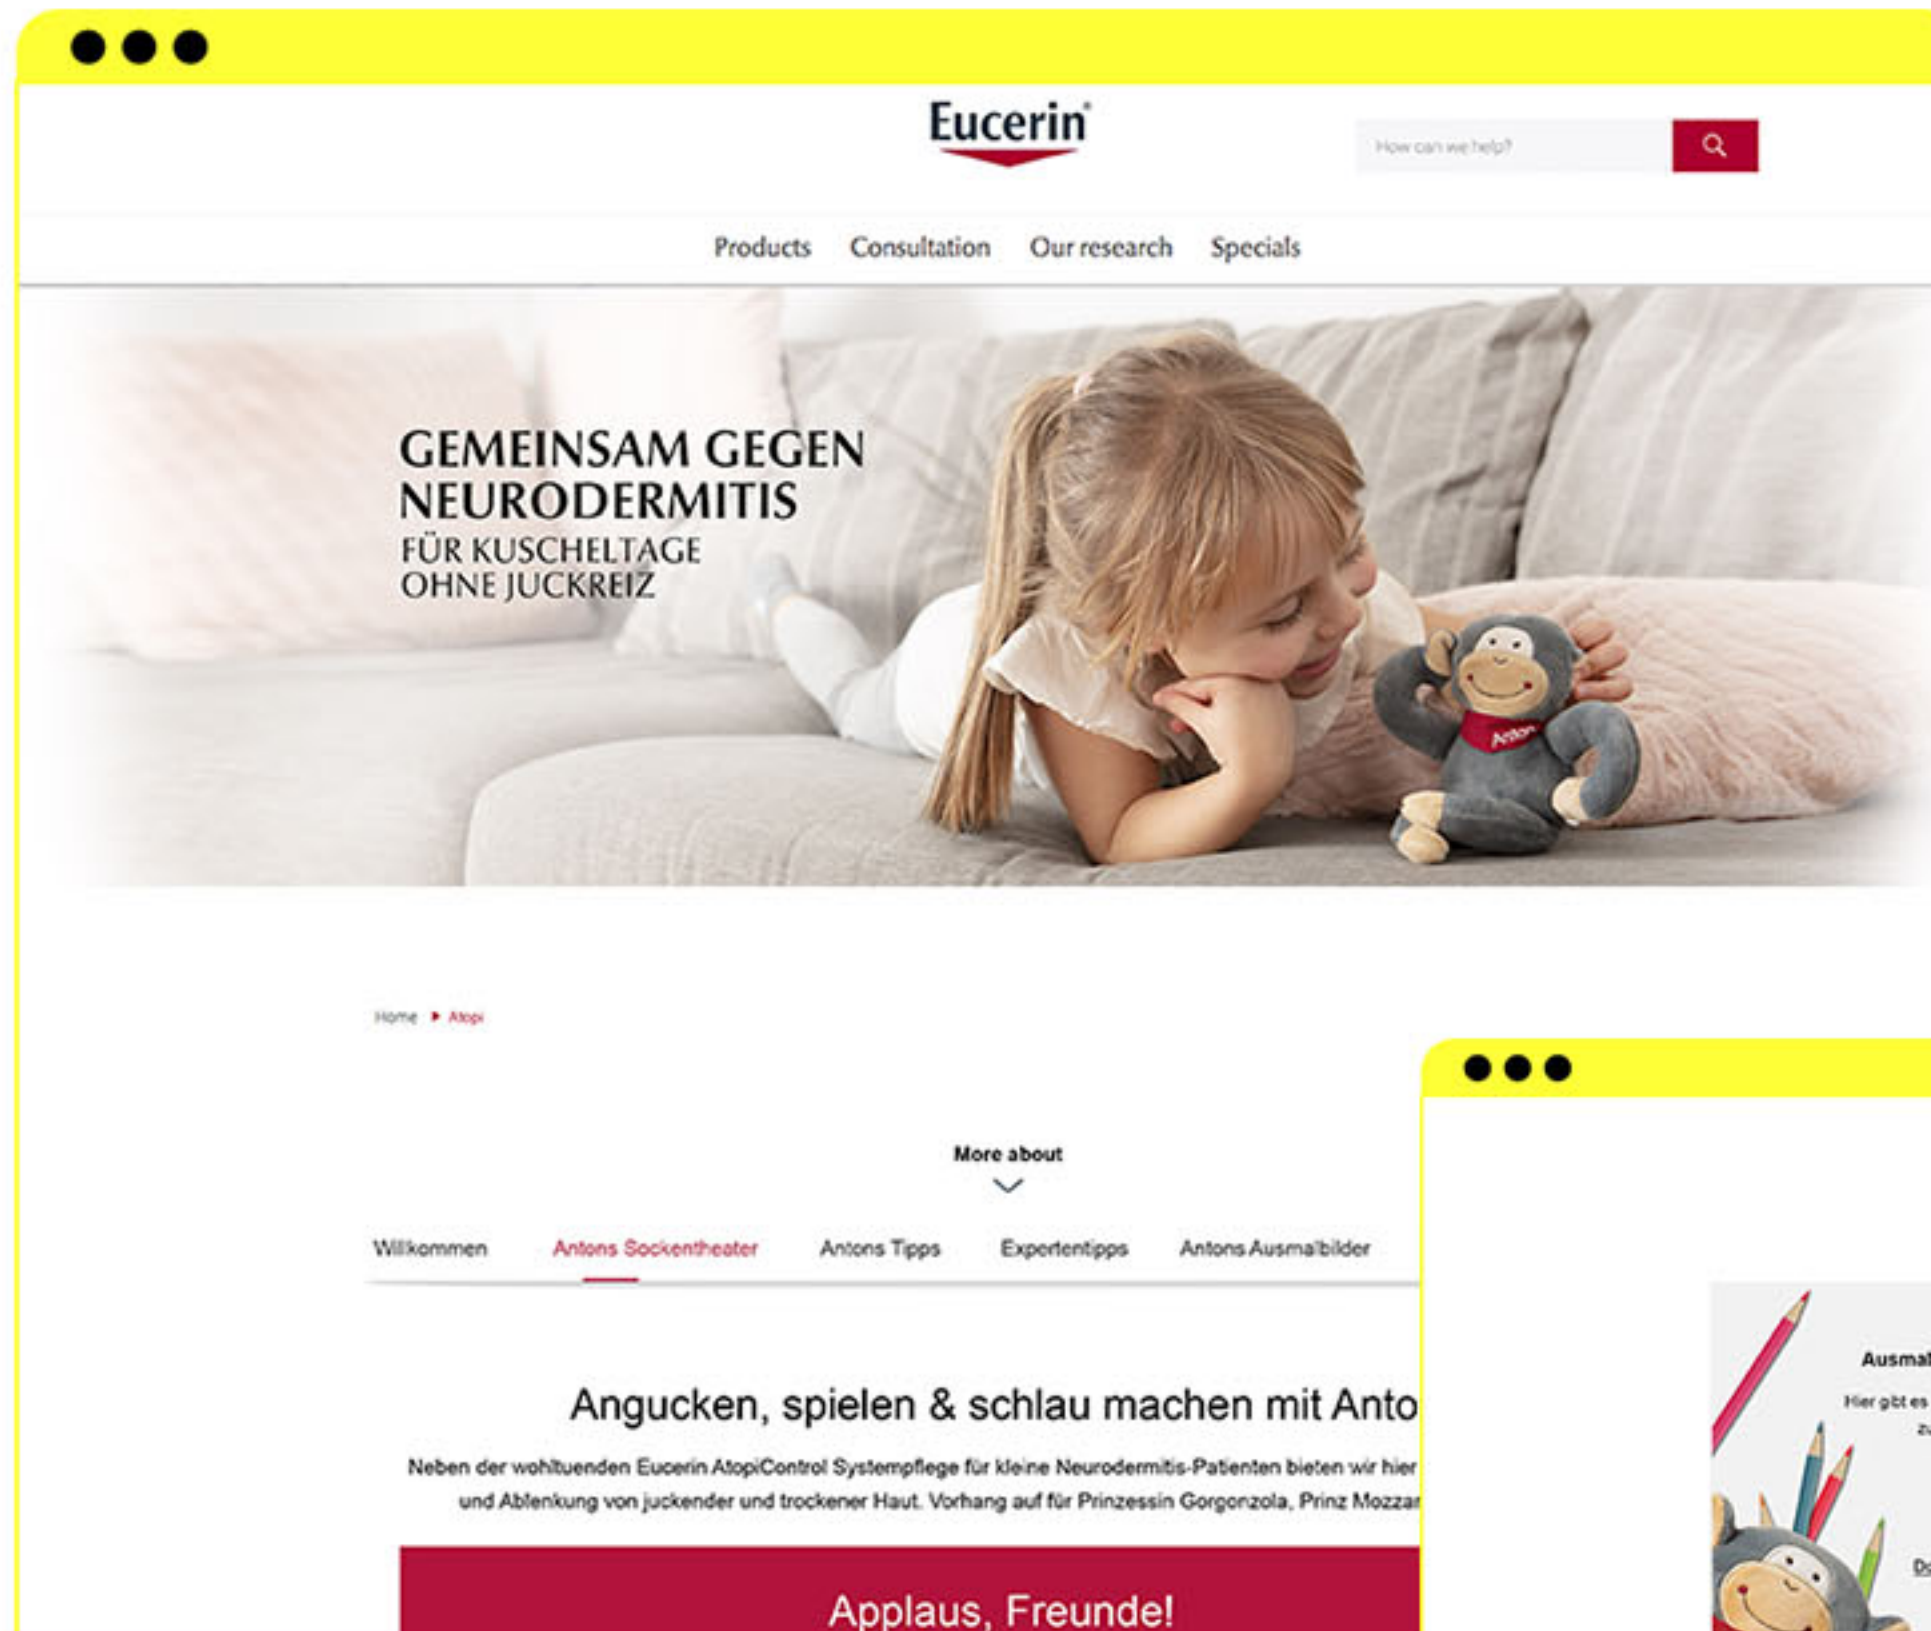 Eucerin®
How can we help?
Products Consultation Our research Specials
GEMEINSAM GEGEN
NEURODERMITIS
FÜR KUSCHELTAGE
OHNE JUCKREIZ
Anton
Home Atopi
More about
Willkommen Antons Sockentheater Antons Tipps Expertentipps Antons Ausmalbilder
Angucken, spielen & schlau machen mit Anto
Neben der wohltuenden Eucerin AtopiControl Systempflege für kleine Neurodermitis-Patienten bieten wir hier
und Ablenkung von juckender und trockener Haut. Vorhang auf für Prinzessin Gorgonzola, Prinz Mozzar
Applaus, Freunde!
Ausmal
Hier gibt es
zu
Do